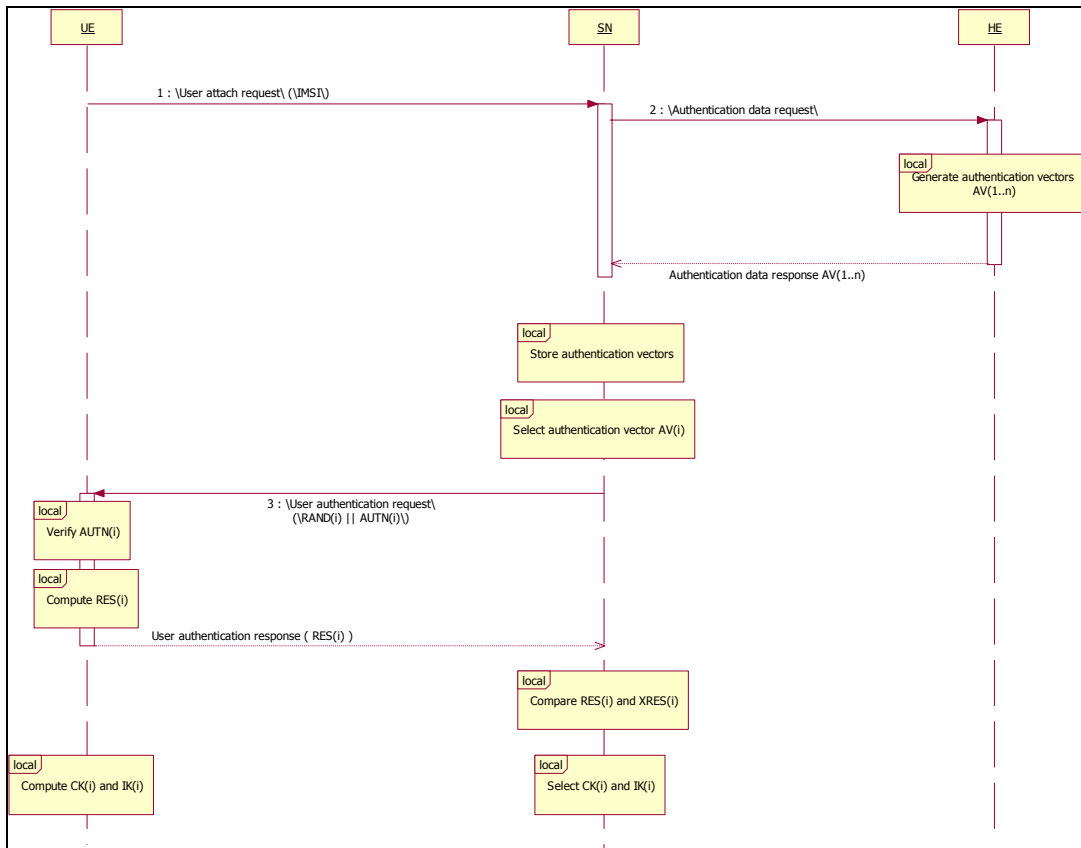 UE
SN
HE
1 : \User attach request\ (\IMSI\)
2 : \Authentication data request\
local
Generate authentication vectors
AV(1..n)
Authentication data response AV(1..n)
local
Store authentication vectors
local
Select authentication vector AV(i)
3 : \User authentication request\
(\RAND(i) || AUTN(i)\)
local
Verify AUTN(i)
local
Compute RES(i)
User authentication response ( RES(i) )
local
Compare RES(i) and XRES(i)
local
Compute CK(i) and IK(i)
local
Select CK(i) and IK(i)